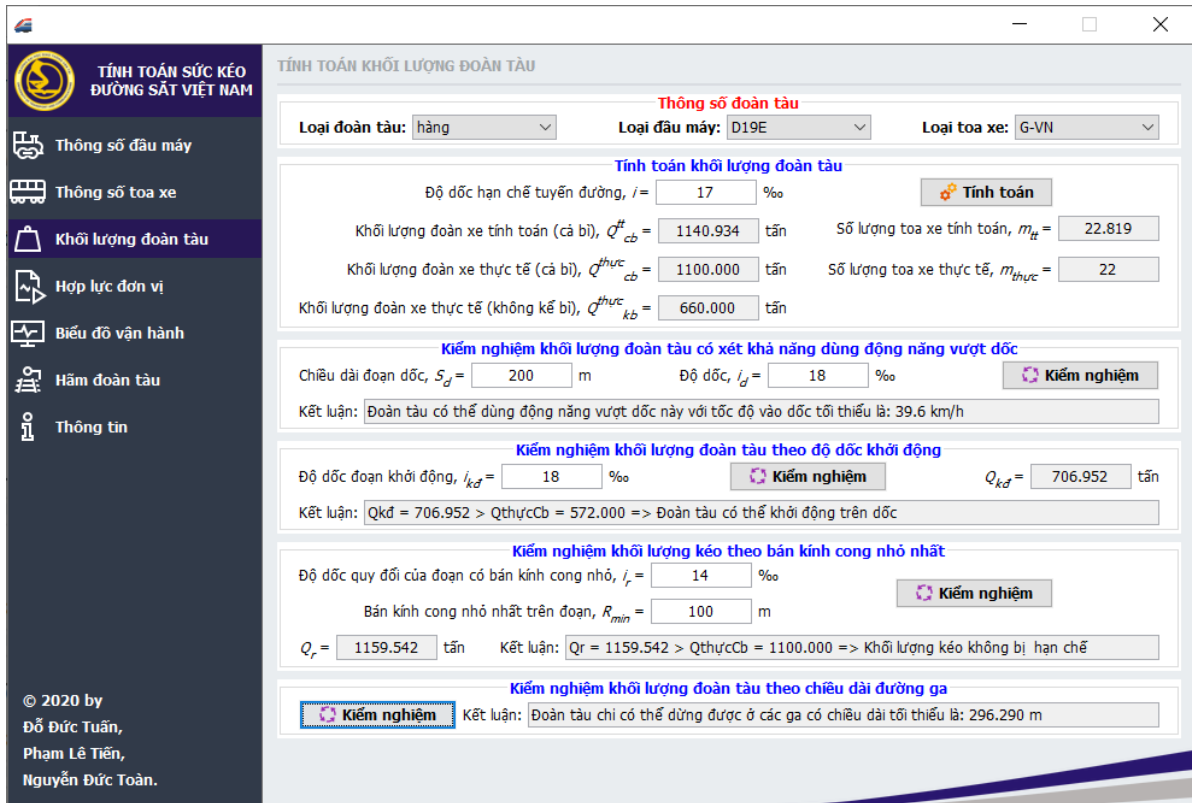 TÍNH TOÁN SỨC KÉO
ĐƯỜNG SẮT VIỆT NAM
Thông số đầu máy
Thông số toa xe
Khối lượng đoàn tàu
Hợp lực đơn vị
Biểu đồ vận hành
Hãm đoàn tàu
Thông tin
© 2020 by
Đỗ Đức Tuấn,
Phạm Lê Tiến,
Nguyễn Đức Toàn.
TÍNH TOÁN KHỐI LƯỢNG ĐOÀN TÀU
Thông số đoàn tàu
Loại đoàn tàu: hàng Loại đầu máy: D19E Loại toa xe: G-VN
Tính toán khối lượng đoàn tàu
Độ dốc hạn chế tuyến đường, i = 17 ‰ Tính toán
Khối lượng đoàn xe tính toán (cả bì), Q^tt_cb = 1140.934 tấn Số lượng toa xe tính toán, m_tt = 22.819
Khối lượng đoàn xe thực tế (cả bì), Q^thực_cb = 1100.000 tấn Số lượng toa xe thực tế, m_thực = 22
Khối lượng đoàn xe thực tế (không kể bì), Q^thực_kb = 660.000 tấn
Kiểm nghiệm khối lượng đoàn tàu có xét khả năng dùng động năng vượt dốc
Chiều dài đoạn dốc, S_d = 200 m Độ dốc, i_d = 18 ‰ Kiểm nghiệm
Kết luận: Đoàn tàu có thể dùng động năng vượt dốc này với tốc độ vào dốc tối thiểu là: 39.6 km/h
Kiểm nghiệm khối lượng đoàn tàu theo độ dốc khởi động
Độ dốc đoạn khởi động, i_kđ = 18 ‰ Kiểm nghiệm Q_kđ = 706.952 tấn
Kết luận: Qkđ = 706.952 > QthựcCb = 572.000 => Đoàn tàu có thể khởi động trên dốc
Kiểm nghiệm khối lượng kéo theo bán kính cong nhỏ nhất
Độ dốc quy đổi của đoạn có bán kính cong nhỏ, i_r = 14 ‰ Kiểm nghiệm
Bán kính cong nhỏ nhất trên đoạn, R_min = 100 m
Q_r = 1159.542 tấn Kết luận: Qr = 1159.542 > QthựcCb = 1100.000 => Khối lượng kéo không bị hạn chế
Kiểm nghiệm khối lượng đoàn tàu theo chiều dài đường ga
Kiểm nghiệm Kết luận: Đoàn tàu chỉ có thể dừng được ở các ga có chiều dài tối thiểu là: 296.290 m